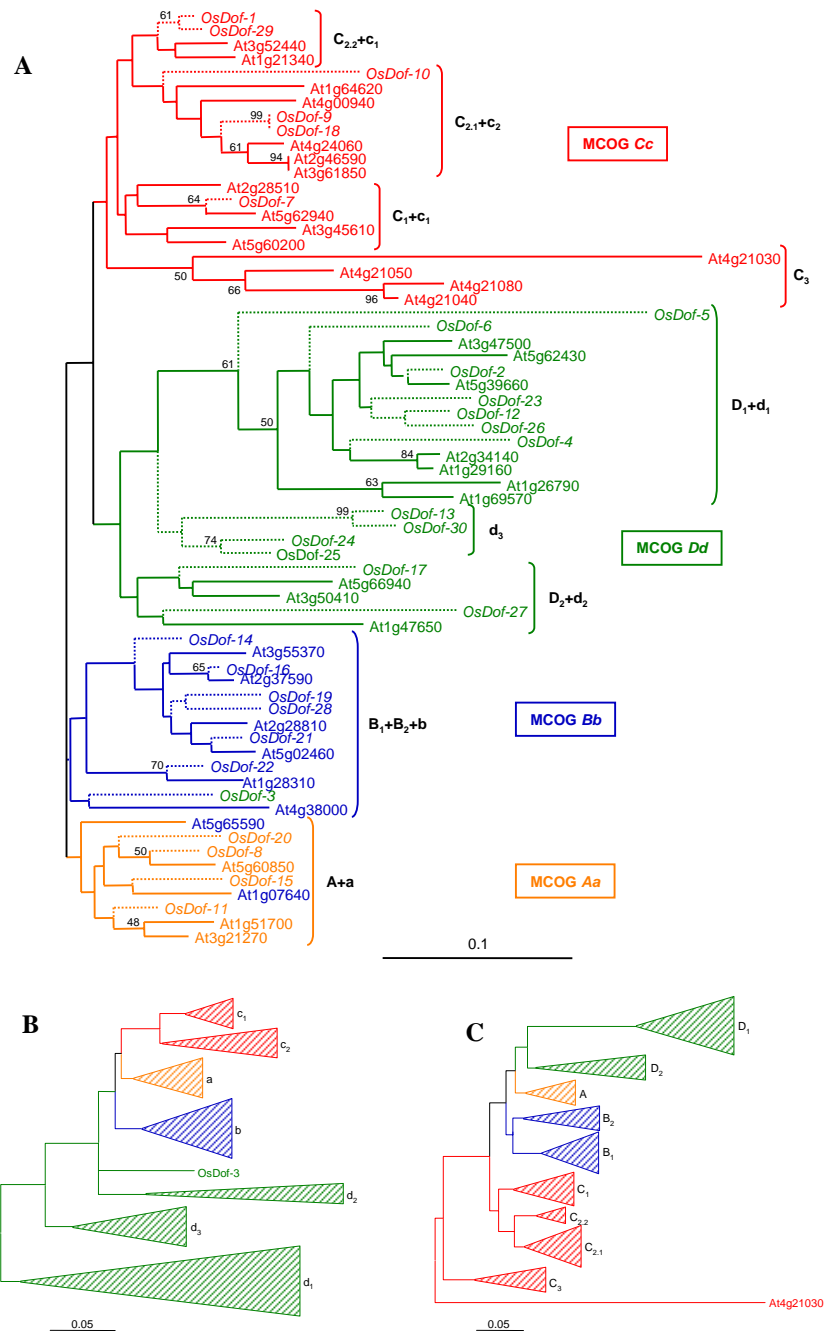 A
61
OsDof-1
OsDof-29
At3g52440
At1g21340
C2.2+c1
OsDof-10
At1g64620
At4g00940
99
OsDof-9
OsDof-18
61
At4g24060
94
At2g46590
At3g61850
C2.1+c2
MCOG Cc
At2g28510
64
OsDof-7
At5g62940
At3g45610
At5g60200
C1+c1
At4g21030
50
At4g21050
66
At4g21080
96
At4g21040
C3
OsDof-5
OsDof-6
At3g47500
At5g62430
61
OsDof-2
At5g39660
OsDof-23
OsDof-12
OsDof-26
50
OsDof-4
84
At2g34140
At1g29160
63
At1g26790
At1g69570
D1+d1
99
OsDof-13
OsDof-30
74
OsDof-24
OsDof-25
d3
MCOG Dd
OsDof-17
At5g66940
At3g50410
OsDof-27
At1g47650
D2+d2
OsDof-14
At3g55370
65
OsDof-16
At2g37590
OsDof-19
OsDof-28
At2g28810
OsDof-21
At5g02460
70
OsDof-22
At1g28310
OsDof-3
At4g38000
B1+B2+b
MCOG Bb
At5g65590
OsDof-20
50
OsDof-8
At5g60850
OsDof-15
At1g07640
OsDof-11
48
At1g51700
At3g21270
A+a
MCOG Aa
0.1
B
c1
c2
a
b
OsDof-3
d2
d3
d1
0.05
C
D1
D2
A
B2
B1
C1
C2.2
C2.1
C3
At4g21030
0.05